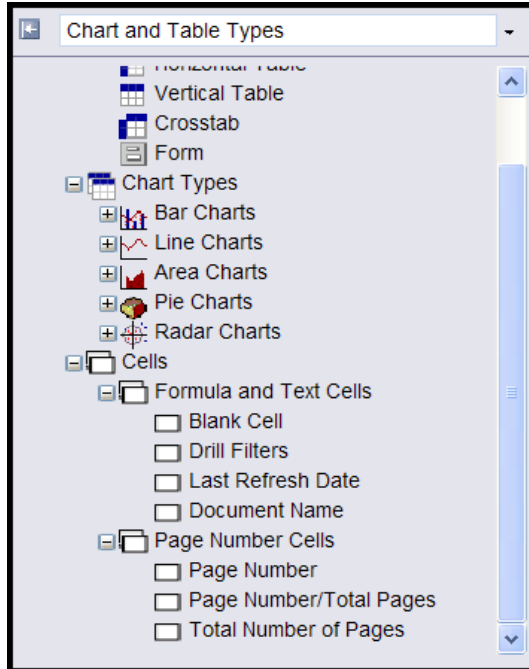 Chart and Table Types
Horizontal Table
Vertical Table
Crosstab
Form
Chart Types
Bar Charts
Line Charts
Area Charts
Pie Charts
Radar Charts
Cells
Formula and Text Cells
Blank Cell
Drill Filters
Last Refresh Date
Document Name
Page Number Cells
Page Number
Page Number/Total Pages
Total Number of Pages